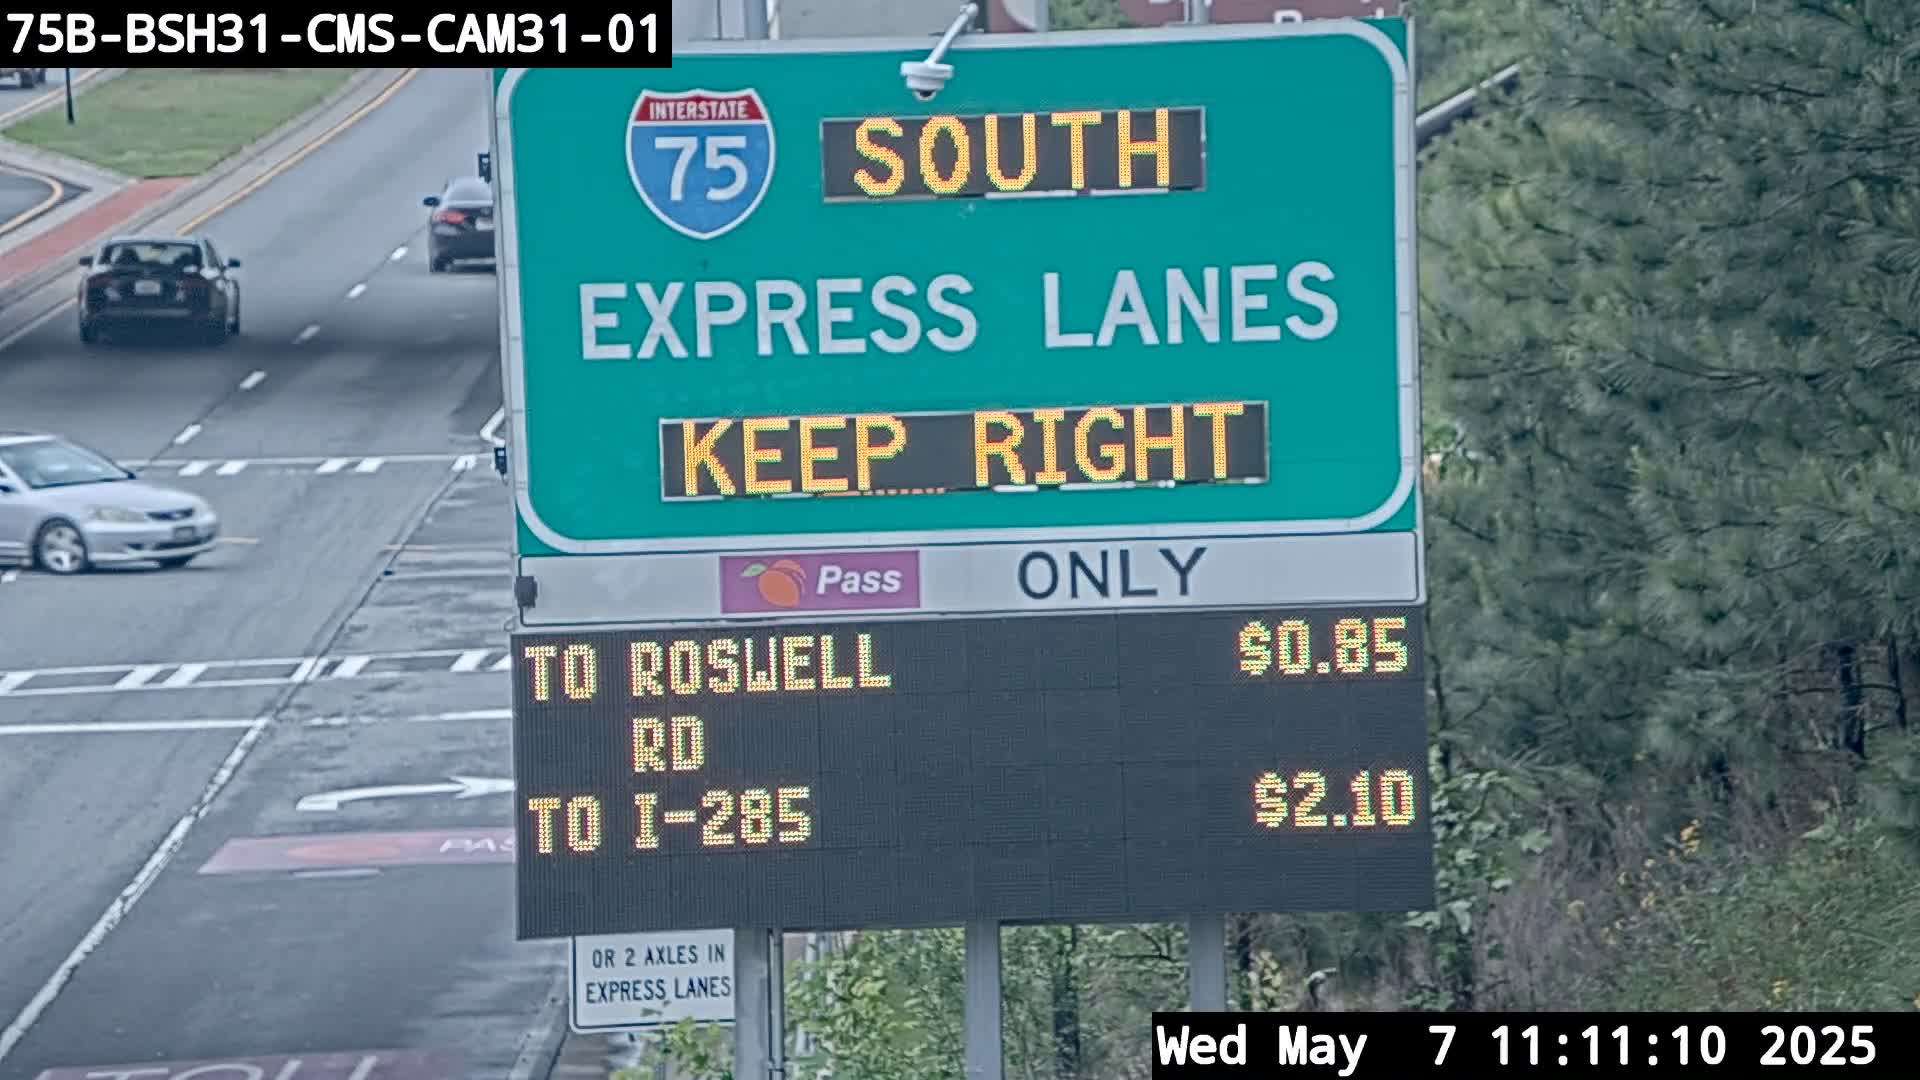 75B-BSH31-CMS-CAM31-01
INTERSTATE
75
SOUTH
EXPRESS LANES
KEEP RIGHT
Pass
ONLY
TO ROSWELL $0.85
RD
TO I-285 $2.10
OR 2 AXLES IN
EXPRESS LANES
TOLL
Wed May 7 11:11:10 2025